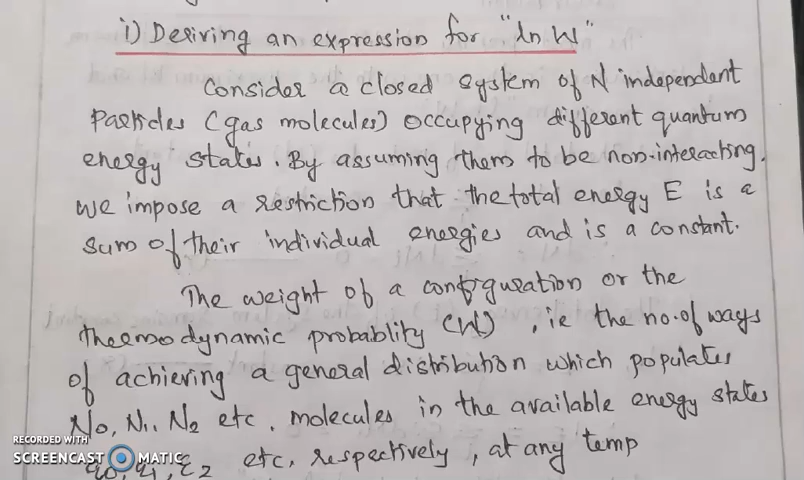 i) Deriving an expression for "ln W"
Consider a closed system of N independent
Particles (gas molecules) occupying different quantum
energy states. By assuming them to be non-interacting,
we impose a restriction that the total energy E is a
sum of their individual energies and is a constant.
The weight of a configuration or the
thermodynamic probablity (W), ie the no.of ways
of achieving a general distribution which populates
N0, N1, N2 etc. molecules in the available energy states
RECORDED WITH
SCREENCAST MATIC
ε2 etc, respectively, at any temp